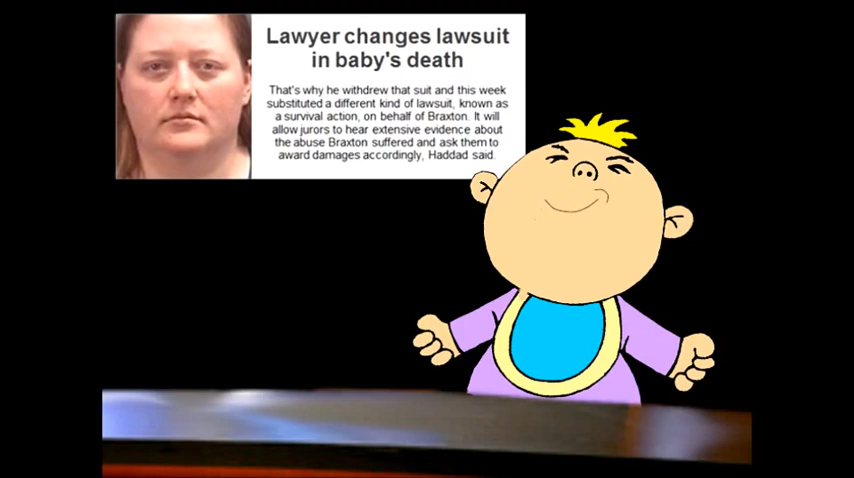 Lawyer changes lawsuit
in baby's death
That's why he withdrew that suit and this week
substituted a different kind of lawsuit, known as
a survival action, on behalf of Braxton. It will
allow jurors to hear extensive evidence about
the abuse Braxton suffered and ask them to
award damages accordingly, Haddad said.